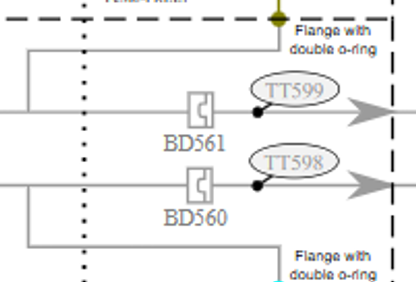 Flange with
double o-ring
TT599
BD561
TT598
BD560
Flange with
double o-ring